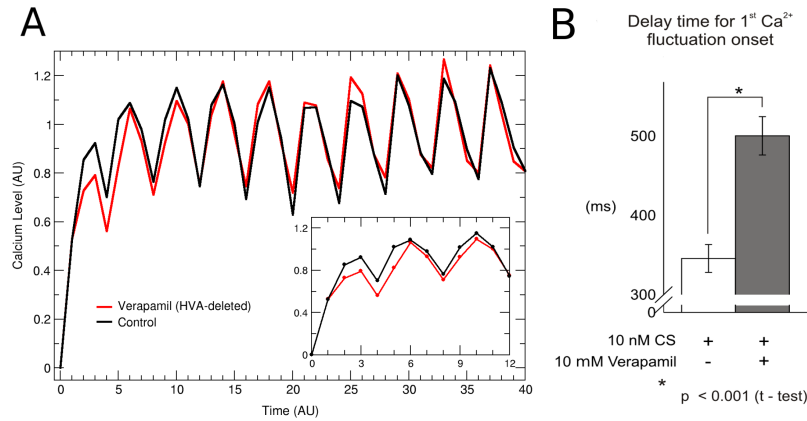 A
Calcium Level (AU)
1.2
1
0.8
0.6
0.4
0.2
0
0 5 10 15 20 25 30 35 40
Time (AU)
Verapamil (HVA-deleted)
Control
1.2
0.8
0.4
0
0 3 6 9 12
B
Delay time for 1st Ca2+
fluctuation onset
*
500
(ms)
400
300
0
10 nM CS + +
10 mM Verapamil - +
* p < 0.001 (t - test)